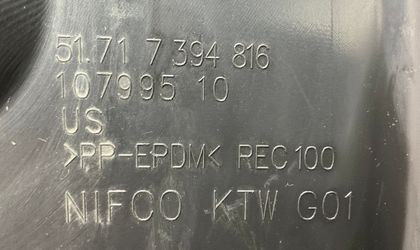 51.71 7 394 816
107995 10
US
>PP-EPDM< REC100
NIFCO KTW G01